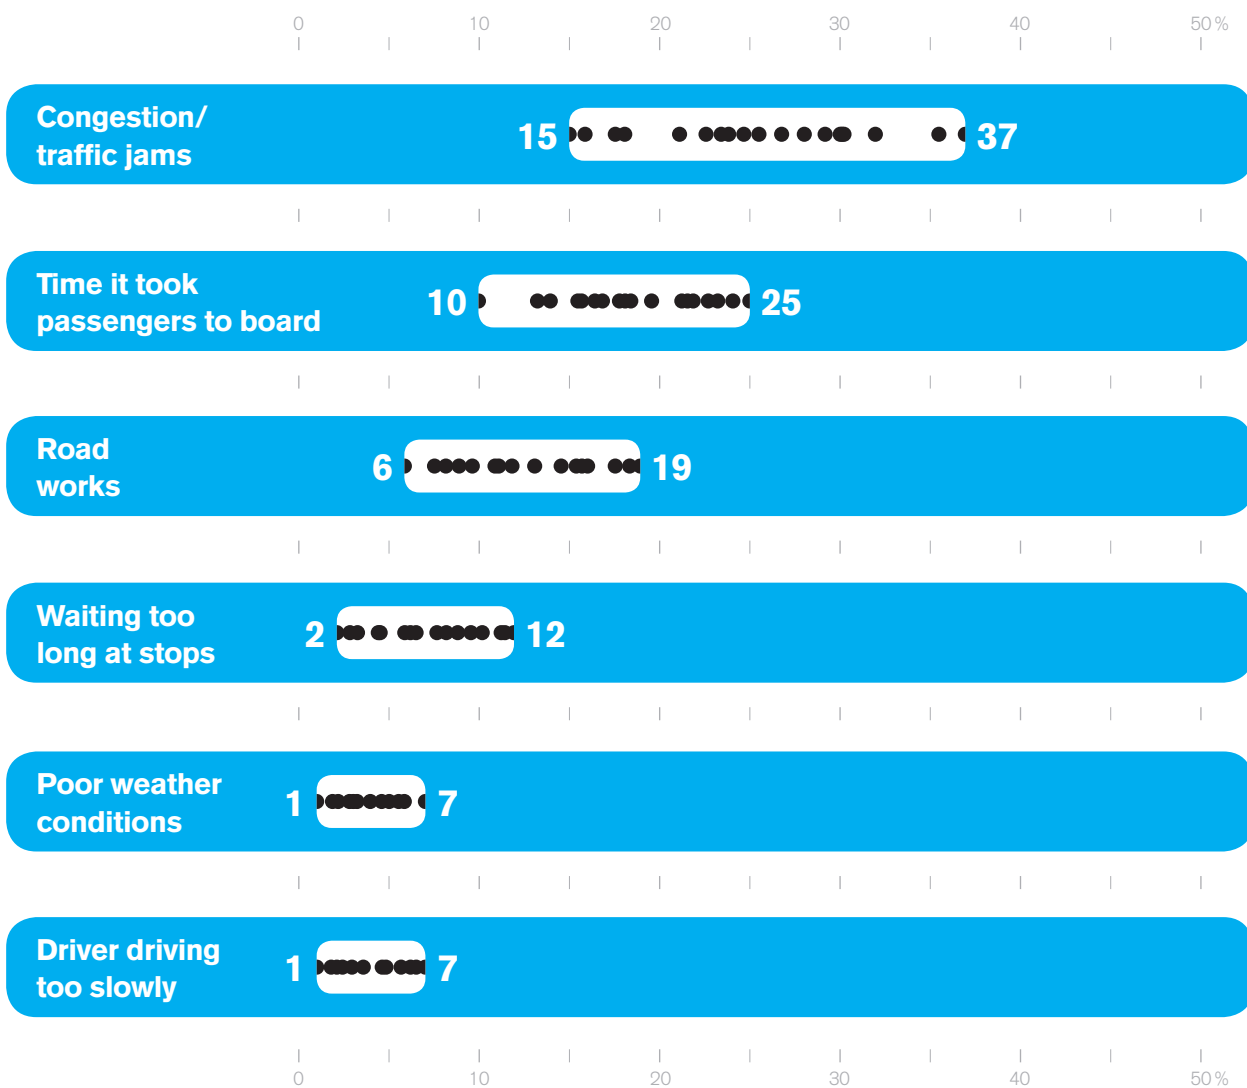 0 10 20 30 40 50%
Congestion/
traffic jams
15 37
Time it took
passengers to board
10 25
Road
works
6 19
Waiting too
long at stops
2 12
Poor weather
conditions
1 7
Driver driving
too slowly
1 7
0 10 20 30 40 50%